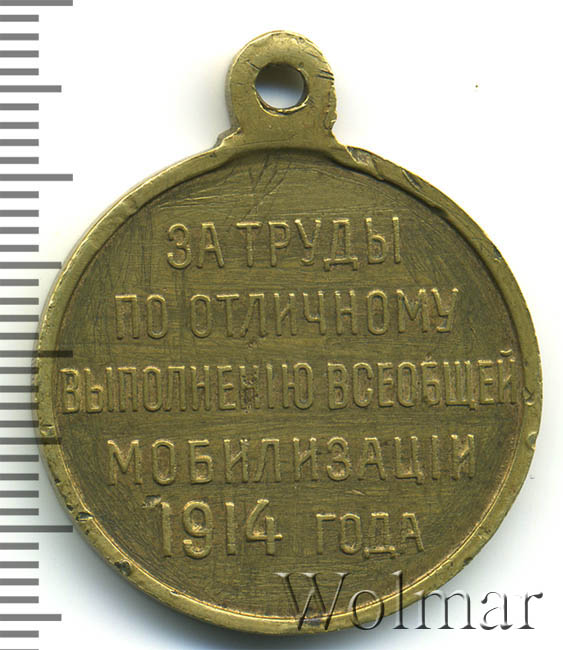 ЗА ТРУДЫ
ПО ОТЛИЧНОМУ
ВЫПОЛНЕНІЮ ВСЕОБЩЕЙ
МОБИЛИЗАЦІИ
1914 ГОДА
Wolmar